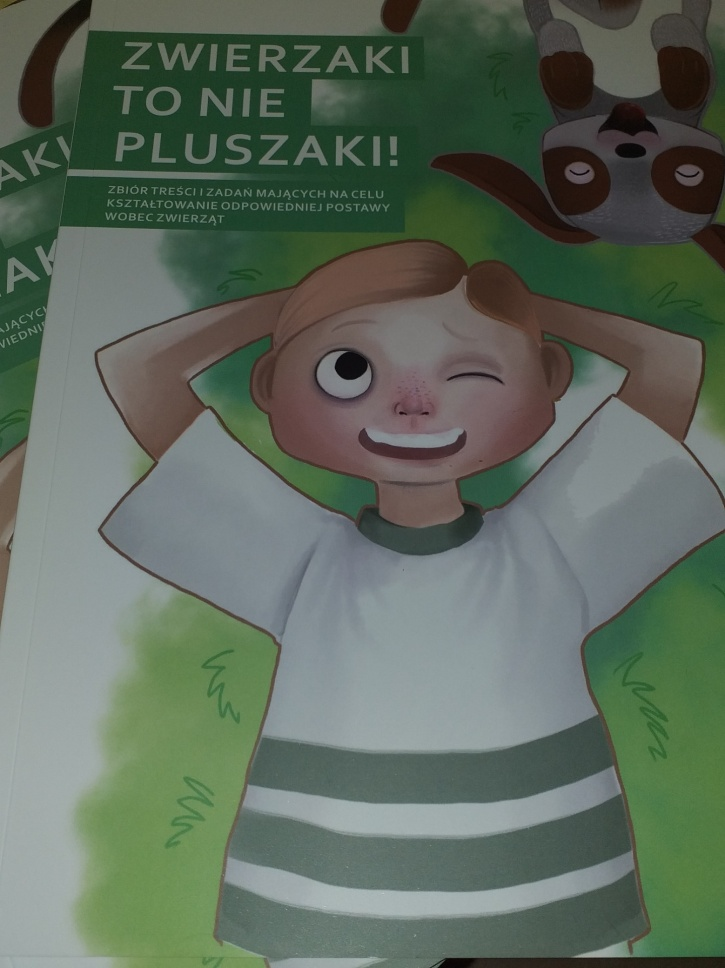 ZWIERZAKI
TO NIE
PLUSZAKI!
ZBIÓR TREŚCI I ZADAŃ MAJĄCYCH NA CELU
KSZTAŁTOWANIE ODPOWIEDNIEJ POSTAWY
WOBEC ZWIERZĄT